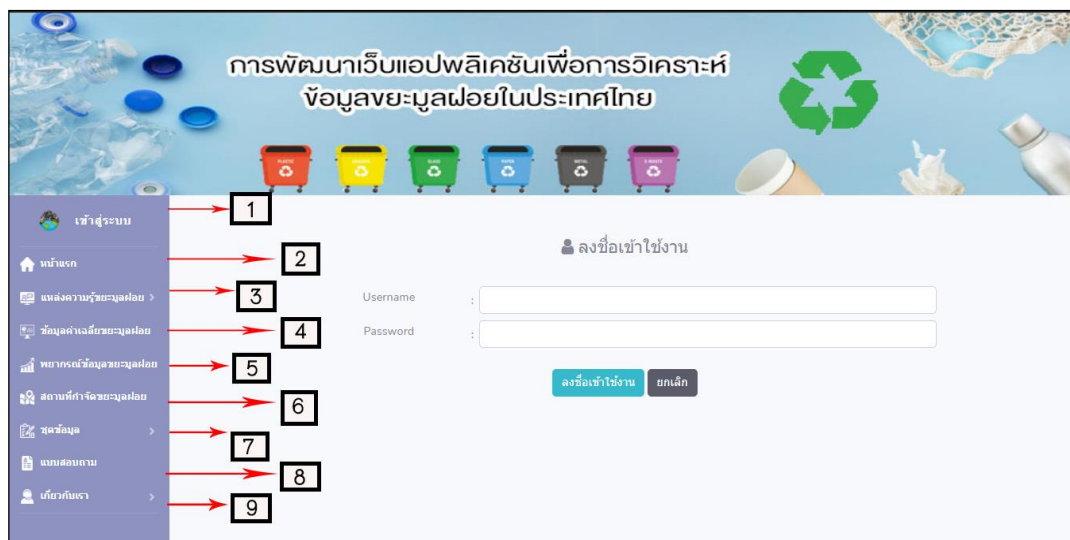 การพัฒนาเว็บแอปพลิเคชันเพื่อการวิเคราะห์
ข้อมูลขยะมูลฝอยในประเทศไทย
PLASTIC
GLASS
PAPER
METAL
E-WASTE
เข้าสู่ระบบ
1
หน้าแรก
2
แหล่งความรู้ขยะมูลฝอย >
3
ข้อมูลค่าเฉลี่ยขยะมูลฝอย
4
พยากรณ์ข้อมูลขยะมูลฝอย
5
สถานที่กำจัดขยะมูลฝอย
6
ชุดข้อมูล >
7
แบบสอบถาม
8
เกี่ยวกับเรา >
9
ลงชื่อเข้าใช้งาน
Username :
Password :
ลงชื่อเข้าใช้งาน ยกเลิก